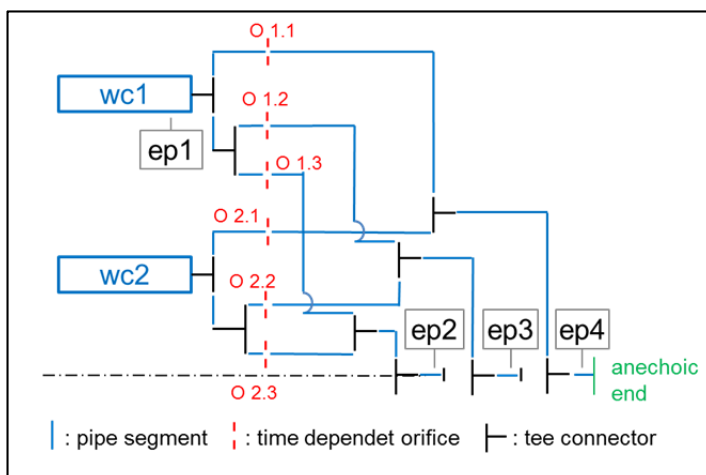 O 1.1
wc1
O 1.2
ep1
O 1.3
O 2.1
wc2
O 2.2
ep2
ep3
ep4
anechoic
end
O 2.3
: pipe segment
: time dependet orifice
: tee connector